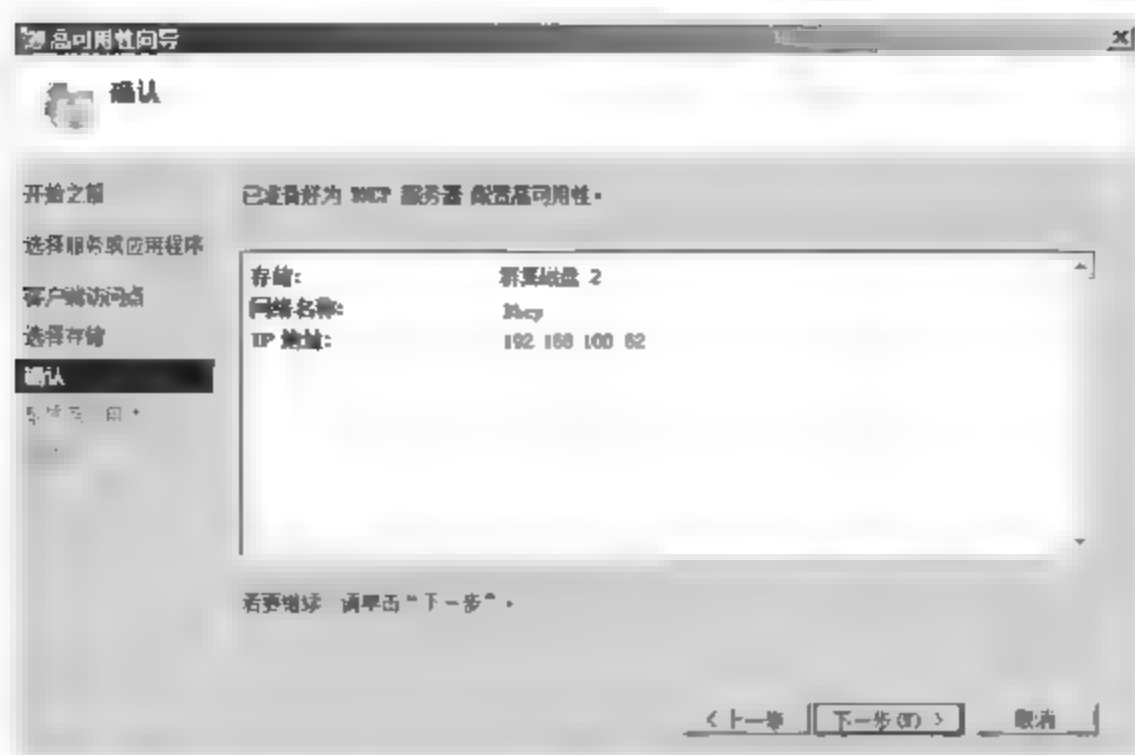 高可用性向导
确认
开始之前
选择服务或应用程序
客户端访问点
选择存储
确认
已准备好为 DHCP 服务器 配置高可用性。
存储: 群集磁盘 2
网络名称: Dhcp
IP 地址: 192 168 100 62
若要继续 请单击“下一步”。
< 上一步 下一步(N) > 取消